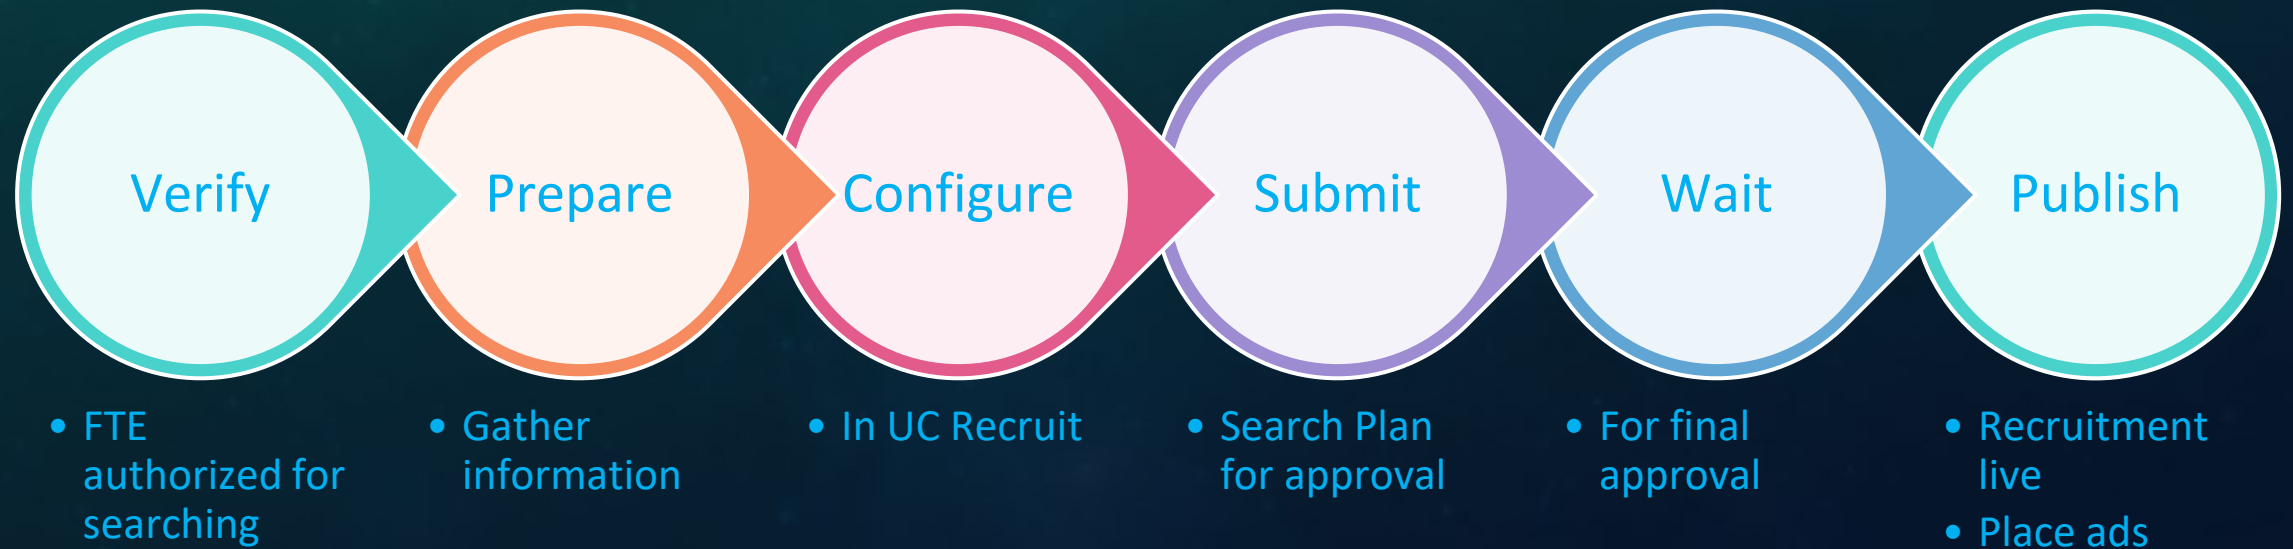 Verify
Prepare
Configure
Submit
Wait
Publish
• FTE
authorized for
searching
• Gather
information
• In UC Recruit
• Search Plan
for approval
• For final
approval
• Recruitment
live
• Place ads